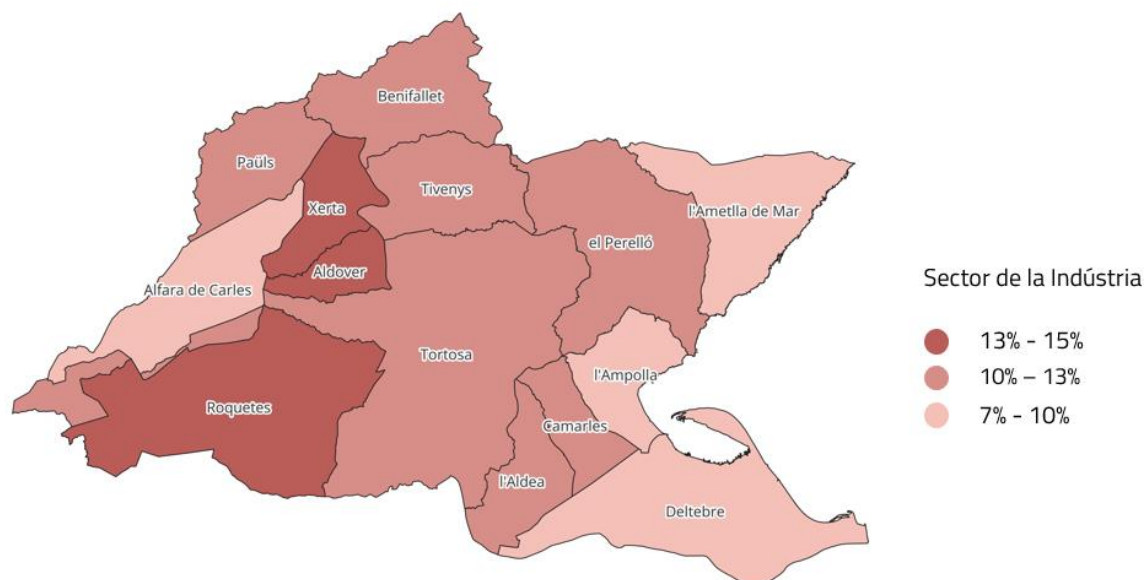 Benifallet
Paüls
Tivenys
Xerta
l'Ametlla de Mar
el Perelló
Aldover
Alfara de Carles
Tortosa
l'Ampolla
Roquetes
Camarles
l'Aldea
Deltebre
Sector de la Indústria
13% - 15%
10% – 13%
7% - 10%